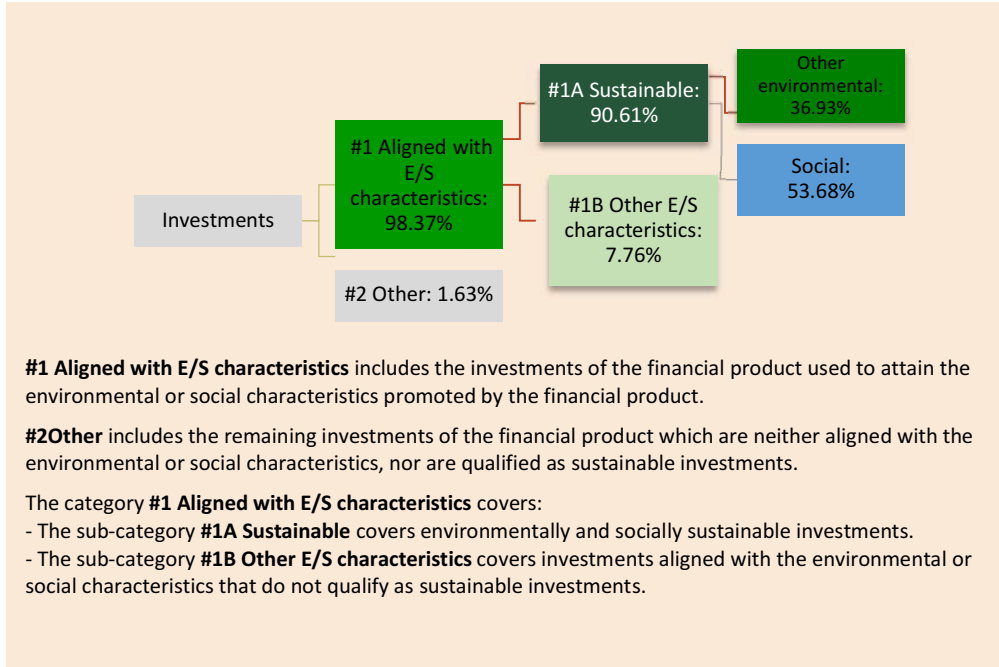 Other
environmental:
36.93%
#1A Sustainable:
90.61%
#1 Aligned with
E/S
characteristics:
98.37%
Social:
53.68%
Investments
#1B Other E/S
characteristics:
7.76%
#2 Other: 1.63%
#1 Aligned with E/S characteristics includes the investments of the financial product used to attain the
environmental or social characteristics promoted by the financial product.
#2Other includes the remaining investments of the financial product which are neither aligned with the
environmental or social characteristics, nor are qualified as sustainable investments.
The category #1 Aligned with E/S characteristics covers:
- The sub-category #1A Sustainable covers environmentally and socially sustainable investments.
- The sub-category #1B Other E/S characteristics covers investments aligned with the environmental or
social characteristics that do not qualify as sustainable investments.